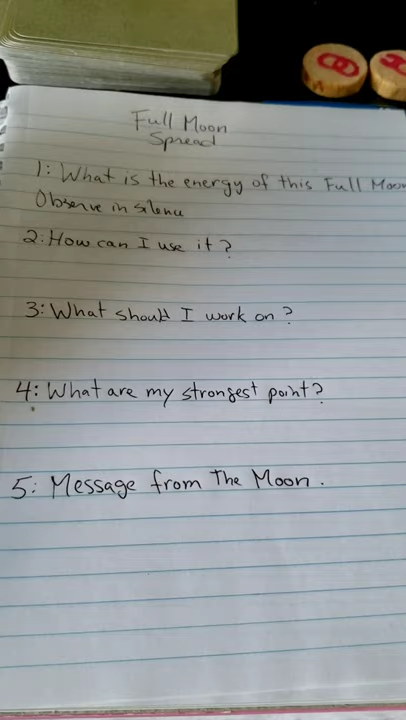 Full Moon
Spread
1: What is the energy of this Full Moon
Observe in silence
2: How can I use it?
3: What should I work on?
4: What are my strongest point?
5: Message from The Moon.